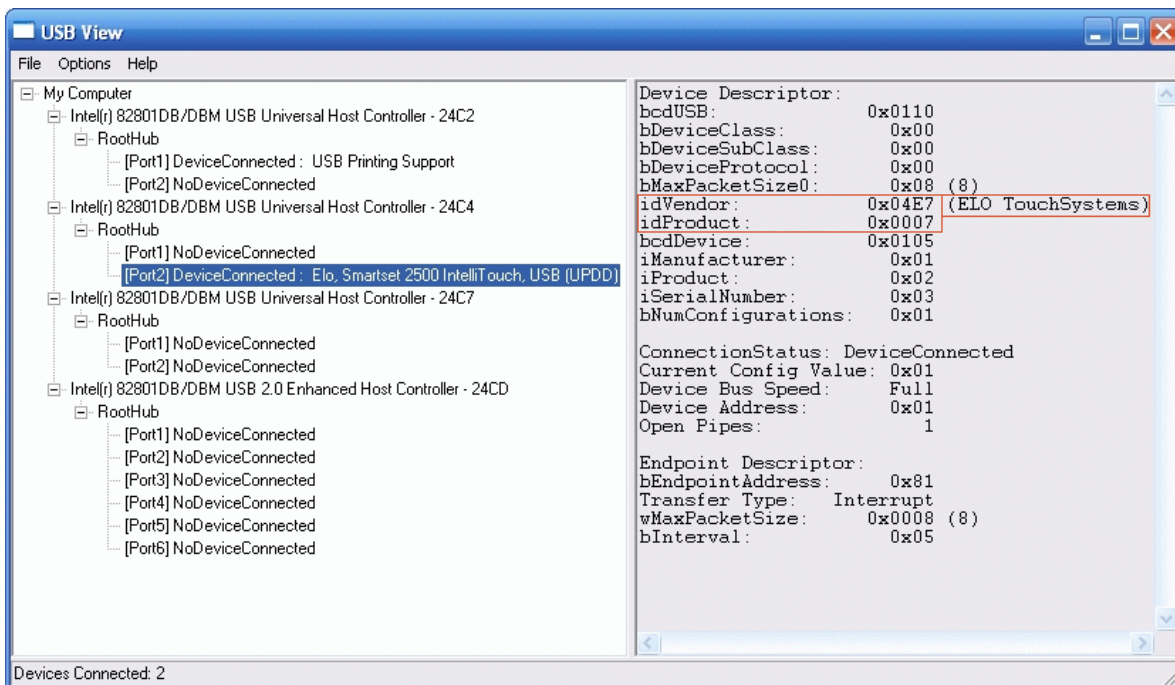 USB View
File Options Help
My Computer
Intel(r) 82801DB/DBM USB Universal Host Controller - 24C2
RootHub
[Port1] DeviceConnected : USB Printing Support
[Port2] NoDeviceConnected
Intel(r) 82801DB/DBM USB Universal Host Controller - 24C4
RootHub
[Port1] NoDeviceConnected
[Port2] DeviceConnected : Elo, Smartset 2500 IntelliTouch, USB (UPDD)
Intel(r) 82801DB/DBM USB Universal Host Controller - 24C7
RootHub
[Port1] NoDeviceConnected
[Port2] NoDeviceConnected
Intel(r) 82801DB/DBM USB 2.0 Enhanced Host Controller - 24CD
RootHub
[Port1] NoDeviceConnected
[Port2] NoDeviceConnected
[Port3] NoDeviceConnected
[Port4] NoDeviceConnected
[Port5] NoDeviceConnected
[Port6] NoDeviceConnected
Device Descriptor:
bcdUSB: 0x0110
bDeviceClass: 0x00
bDeviceSubClass: 0x00
bDeviceProtocol: 0x00
bMaxPacketSize0: 0x08 (8)
idVendor: 0x04E7 (ELO TouchSystems)
idProduct: 0x0007
bcdDevice: 0x0105
iManufacturer: 0x01
iProduct: 0x02
iSerialNumber: 0x03
bNumConfigurations: 0x01
ConnectionStatus: DeviceConnected
Current Config Value: 0x01
Device Bus Speed: Full
Device Address: 0x01
Open Pipes: 1
Endpoint Descriptor:
bEndpointAddress: 0x81
Transfer Type: Interrupt
wMaxPacketSize: 0x0008 (8)
bInterval: 0x05
Devices Connected: 2